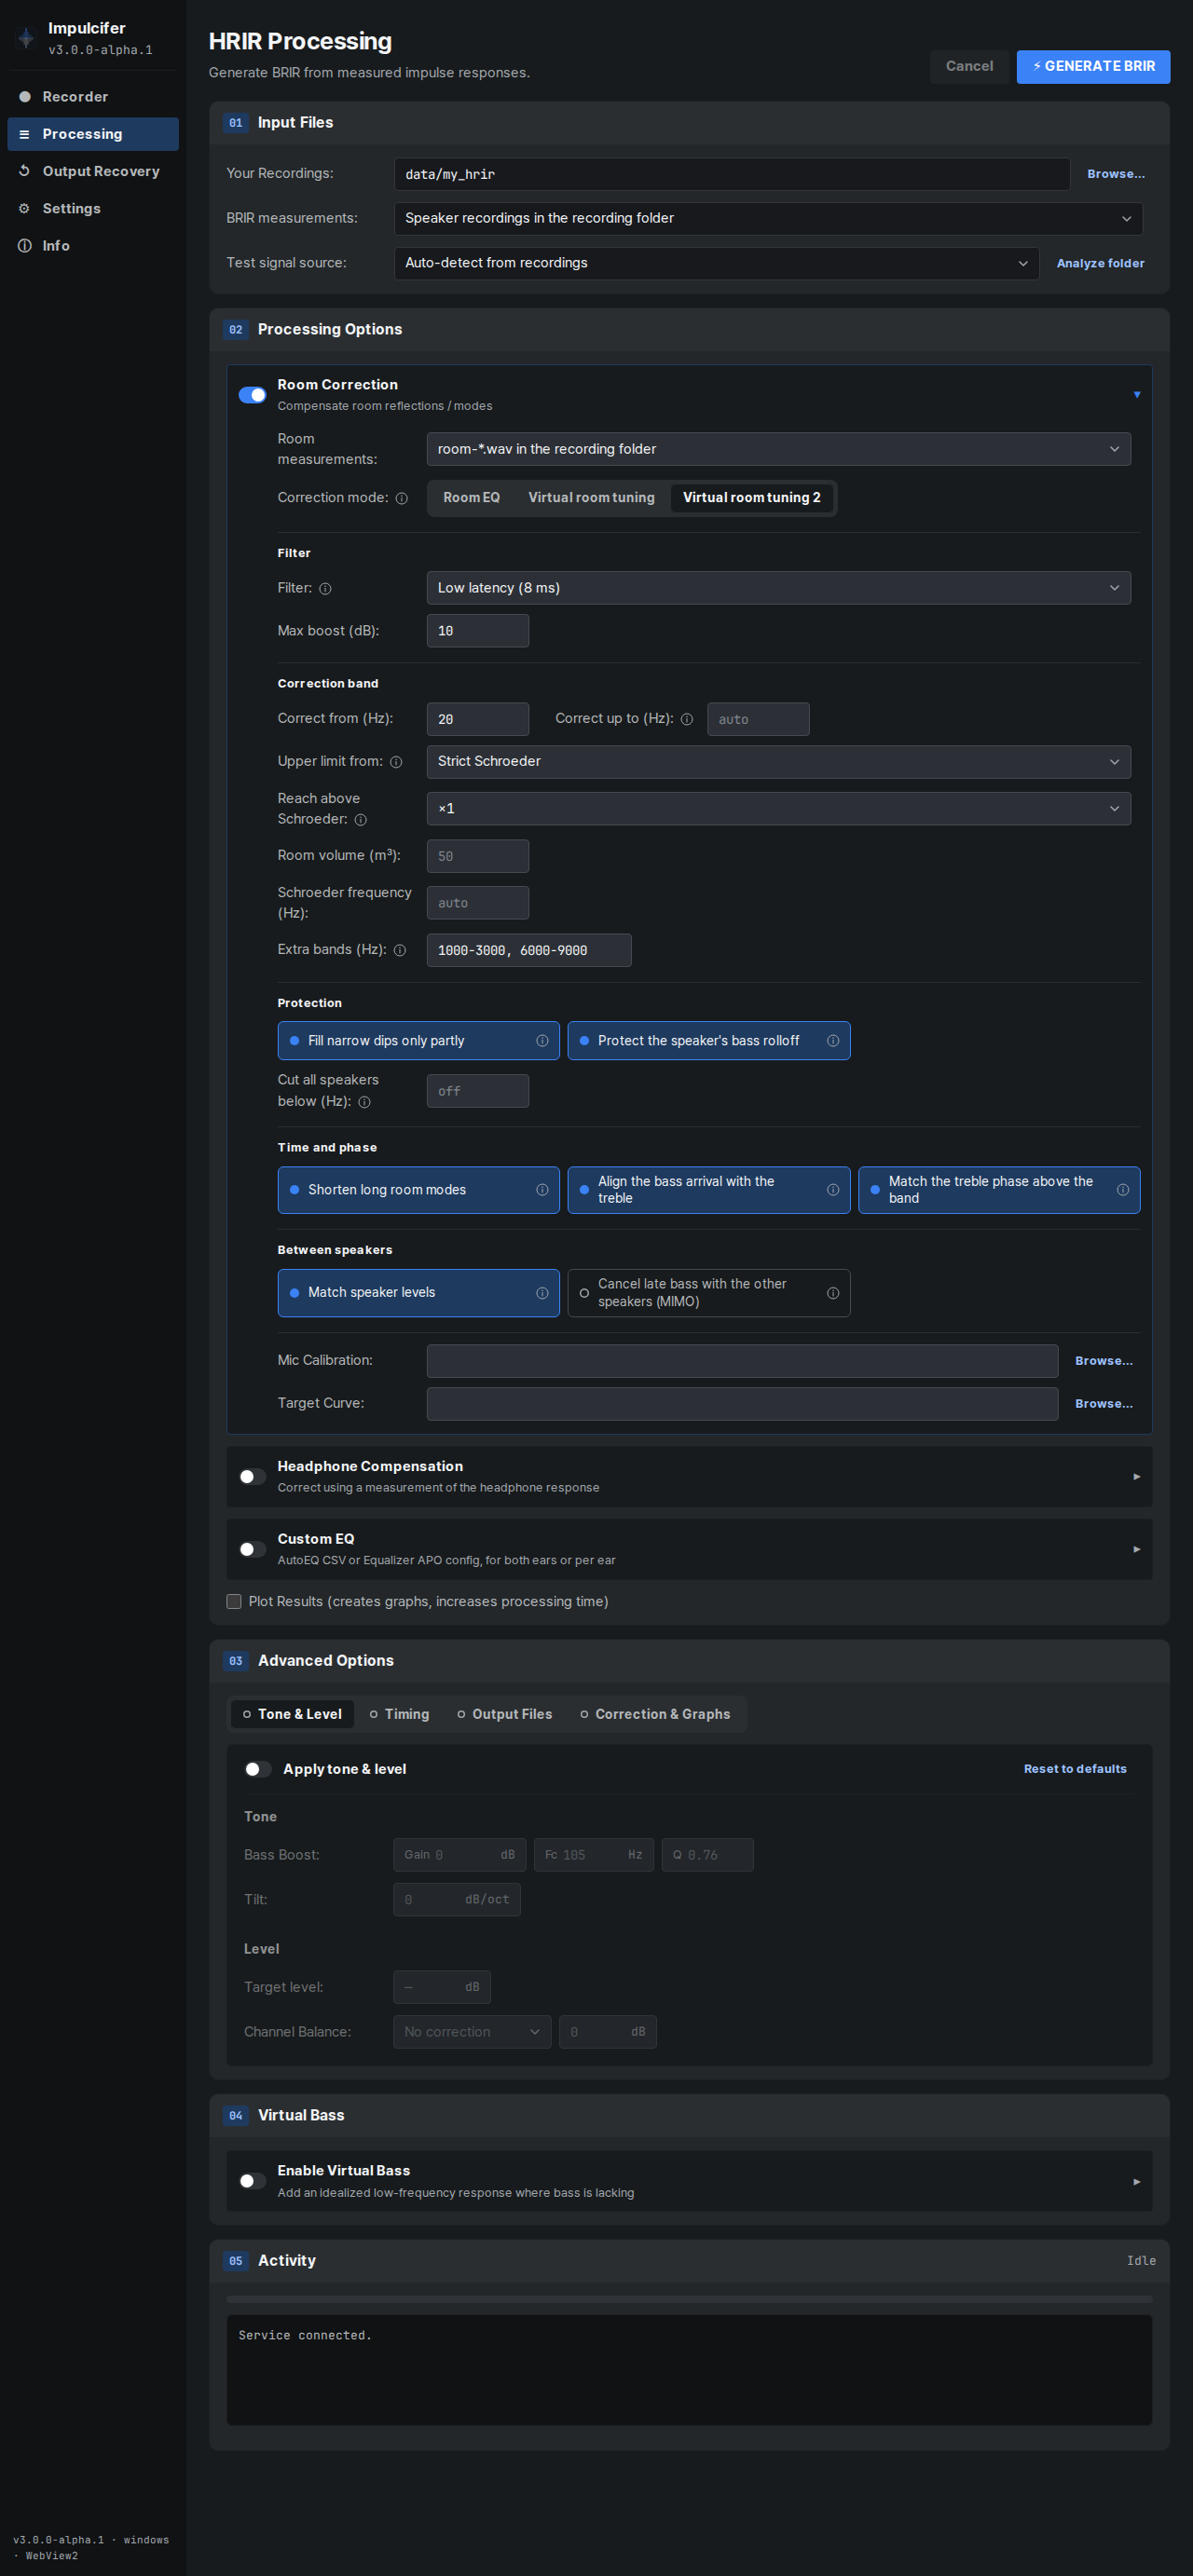 Impulcifer
v3.0.0-alpha.1
Recorder
Processing
Output Recovery
Settings
Info
v3.0.0-alpha.1 · windows
· WebView2
HRIR Processing
Generate BRIR from measured impulse responses.
Cancel
⚡ GENERATE BRIR
01 Input Files
Your Recordings: data/my_hrir Browse...
BRIR measurements: Speaker recordings in the recording folder
Test signal source: Auto-detect from recordings Analyze folder
02 Processing Options
Room Correction
Compensate room reflections / modes
Room
measurements:
room-*.wav in the recording folder
Correction mode: Room EQ Virtual room tuning Virtual room tuning 2
Filter
Filter: Low latency (8 ms)
Max boost (dB): 10
Correction band
Correct from (Hz): 20 Correct up to (Hz): auto
Upper limit from: Strict Schroeder
Reach above
Schroeder:
×1
Room volume (m³): 50
Schroeder frequency
(Hz):
auto
Extra bands (Hz): 1000-3000, 6000-9000
Protection
Fill narrow dips only partly
Protect the speaker's bass rolloff
Cut all speakers
below (Hz):
off
Time and phase
Shorten long room modes
Align the bass arrival with the
treble
Match the treble phase above the
band
Between speakers
Match speaker levels
Cancel late bass with the other
speakers (MIMO)
Mic Calibration: Browse...
Target Curve: Browse...
Headphone Compensation
Correct using a measurement of the headphone response
Custom EQ
AutoEQ CSV or Equalizer APO config, for both ears or per ear
Plot Results (creates graphs, increases processing time)
03 Advanced Options
Tone & Level Timing Output Files Correction & Graphs
Apply tone & level Reset to defaults
Tone
Bass Boost: Gain 0 dB Fc 105 Hz Q 0.76
Tilt: 0 dB/oct
Level
Target level: — dB
Channel Balance: No correction 0 dB
04 Virtual Bass
Enable Virtual Bass
Add an idealized low-frequency response where bass is lacking
05 Activity Idle
Service connected.